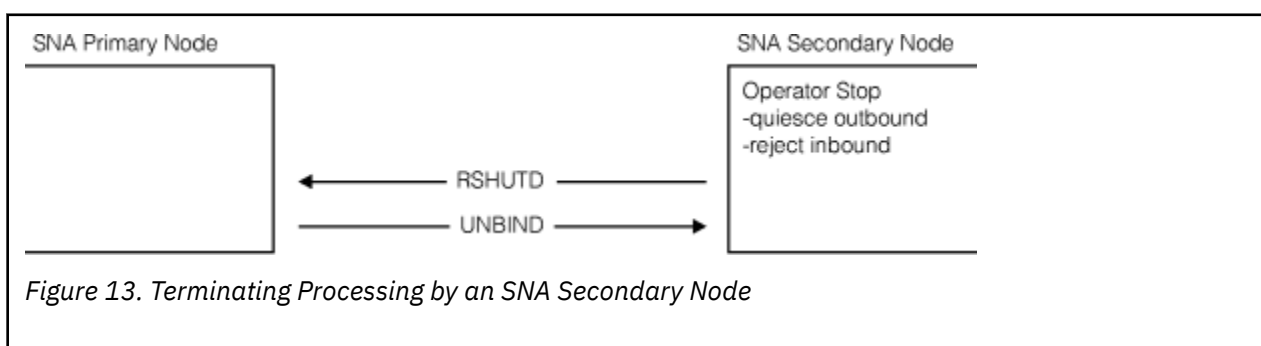 SNA Primary Node
SNA Secondary Node
Operator Stop
-quiesce outbound
-reject inbound
RSHUTD
UNBIND
Figure 13. Terminating Processing by an SNA Secondary Node